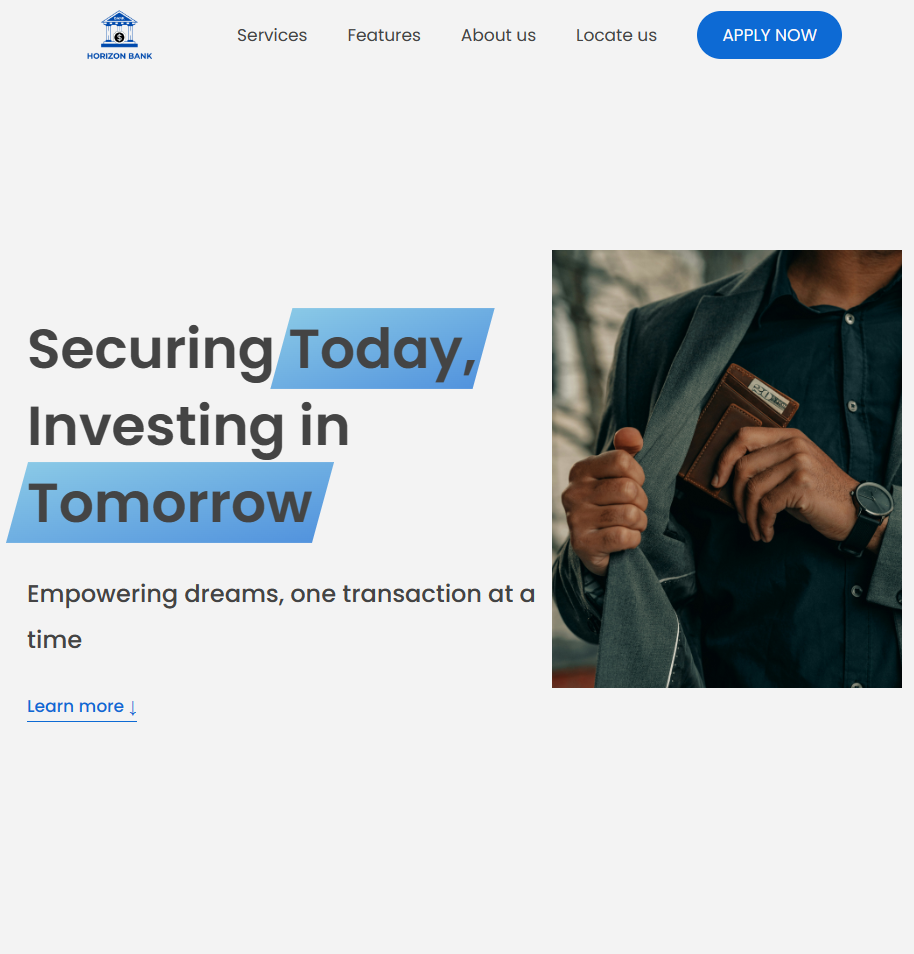 BANK
HORIZON BANK
Services
Features
About us
Locate us
APPLY NOW
Securing Today,
Investing in
Tomorrow
Empowering dreams, one transaction at a
time
Learn more ↓